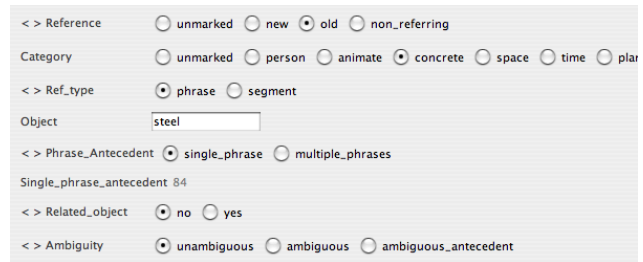 < > Reference unmarked new old non_referring
Category unmarked person animate concrete space time plan
< > Ref_type phrase segment
Object steel
< > Phrase_Antecedent single_phrase multiple_phrases
Single_phrase_antecedent 84
< > Related_object no yes
< > Ambiguity unambiguous ambiguous ambiguous_antecedent